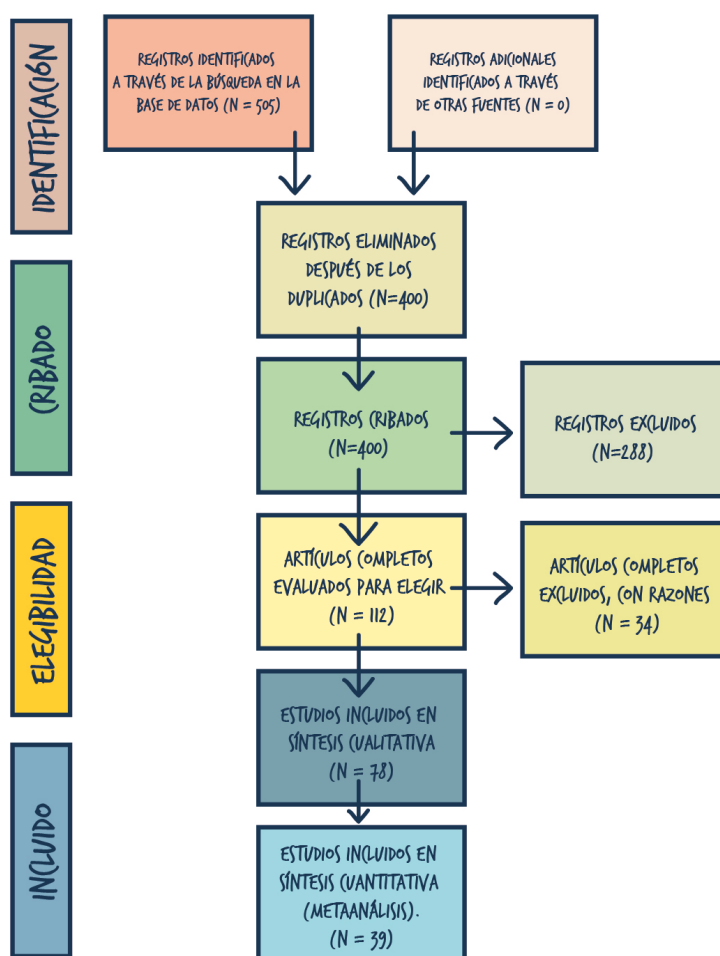 IDENTIFICACIÓN
REGISTROS IDENTIFICADOS
A TRAVÉS DE LA BÚSQUEDA EN LA
BASE DE DATOS (N = 505)
REGISTROS ADICIONALES
IDENTIFICADOS A TRAVÉS
DE OTRAS FUENTES (N = 0)
REGISTROS ELIMINADOS
DESPUÉS DE LOS
DUPLICADOS (N=400)
CRIBADO
REGISTROS CRIBADOS
(N=400)
REGISTROS EXCLUIDOS
(N=288)
ELEGIBILIDAD
ARTÍCULOS COMPLETOS
EVALUADOS PARA ELEGIR
(N = 112)
ARTÍCULOS COMPLETOS
EXCLUIDOS, CON RAZONES
(N = 34)
INCLUIDO
ESTUDIOS INCLUIDOS EN
SÍNTESIS CUALITATIVA
(N = 78)
ESTUDIOS INCLUIDOS EN
SÍNTESIS CUANTITATIVA
(METAANÁLISIS).
(N = 39)